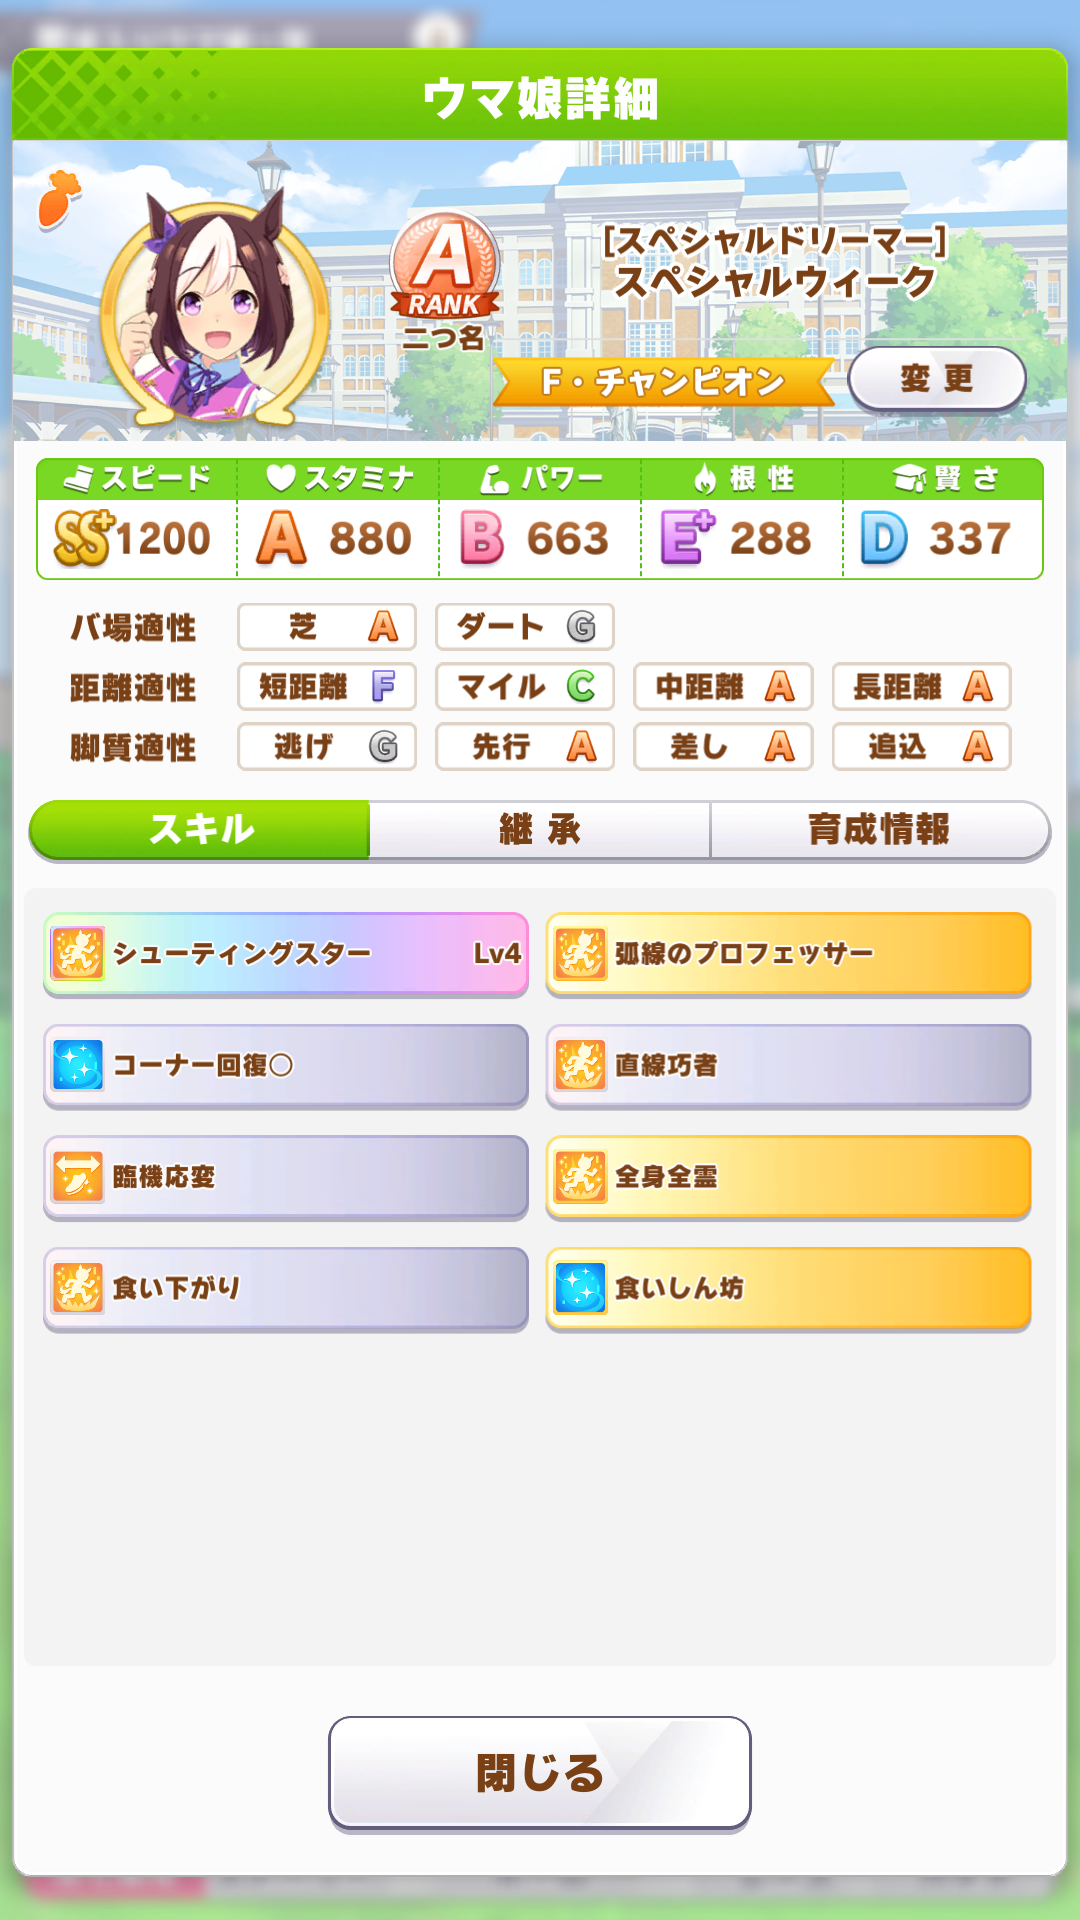 ウマ娘詳細
A
RANK
二つ名
[スペシャルドリーマー]
スペシャルウィーク
F・チャンピオン
変更
スピード スタミナ パワー 根性 賢さ
SS+ 1200 A 880 B 663 E+ 288 D 337
バ場適性 芝 A ダート G
距離適性 短距離 F マイル C 中距離 A 長距離 A
脚質適性 逃げ G 先行 A 差し A 追込 A
スキル 継承 育成情報
シューティングスター Lv4 弧線のプロフェッサー
コーナー回復○ 直線巧者
臨機応変 全身全霊
食い下がり 食いしん坊
閉じる